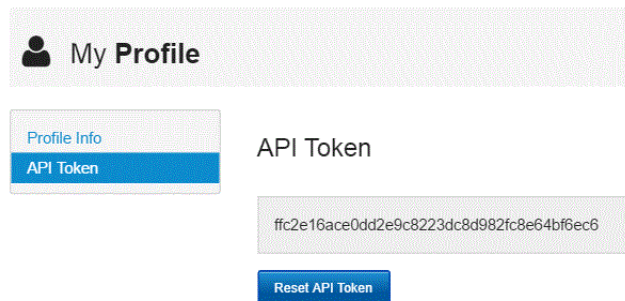 My Profile
Profile Info
API Token
API Token
ffc2e16ace0dd2e9c8223dc8d982fc8e64bf6ec6
Reset API Token